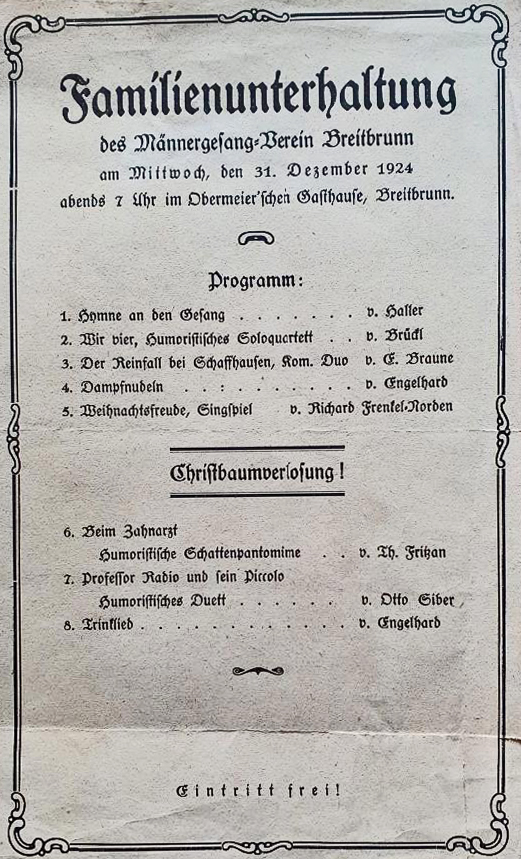 Familienunterhaltung
des Männergesang-Verein Breitbrunn
am Mittwoch, den 31. Dezember 1924
abends 7 Uhr im Obermeier'schen Gasthause, Breitbrunn.
Programm:
1. Hymne an den Gesang . . . . . . . v. Haller
2. Wir vier, Humoristisches Soloquartett . . v. Brückl
3. Der Reinfall bei Schaffhausen, Kom. Duo v. E. Braune
4. Dampfnudeln . . : . . . . . . . . v. Engelhard
5. Weihnachtsfreude, Singspiel v. Richard Frenkel-Norden
Christbaumverlosung!
6. Beim Zahnarzt
Humoristische Schattenpantomime . . v. Th. Fritzan
7. Professor Radio und sein Piccolo
Humoristisches Duett . . . . . . v. Otto Siber
8. Trinklied . . . . . . . . . . . . v. Engelhard
Eintritt frei!